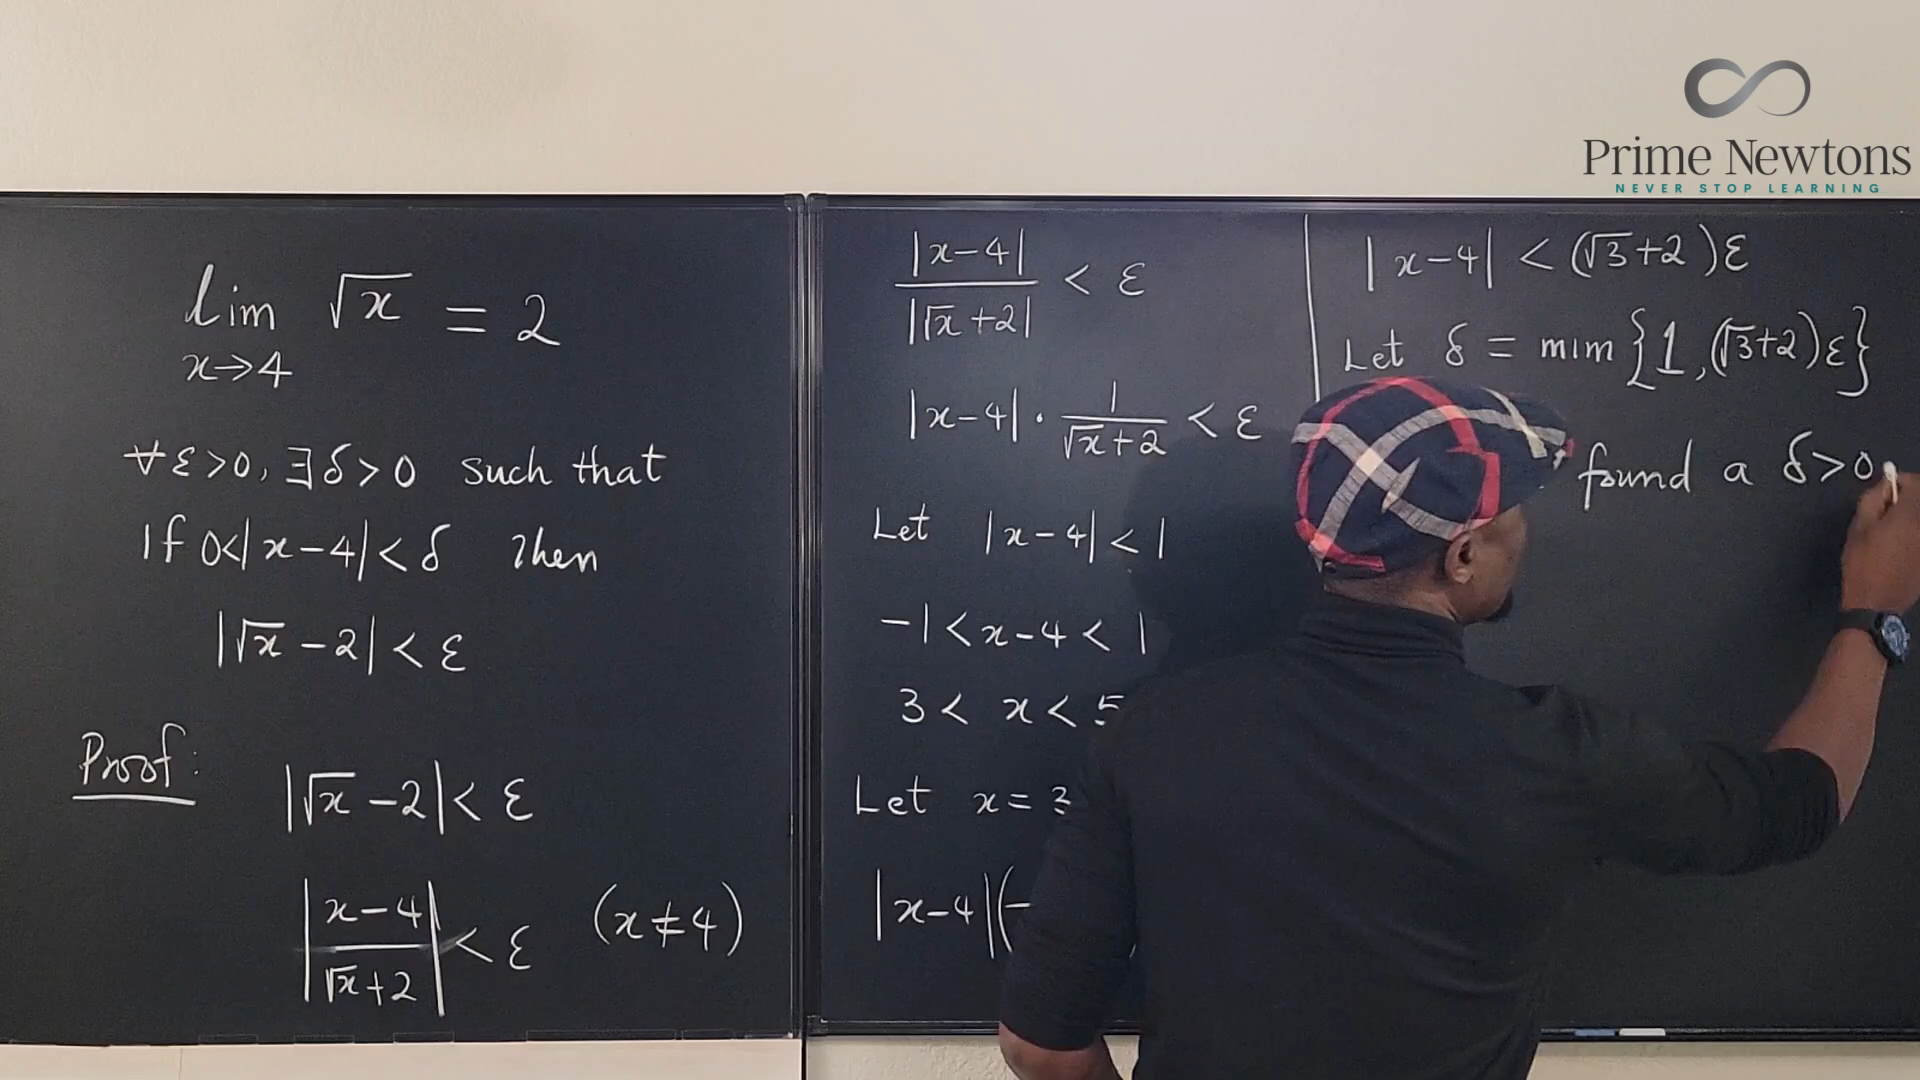 Prime Newtons
NEVER STOP LEARNING
lim x→4 √x = 2
∀ε>0, ∃δ>0 such that
If 0<|x-4|<δ then
|√x - 2| < ε
Proof:
|√x - 2| < ε
|(x-4)/(√x+2)| < ε (x≠4)
|x-4|/|√x+2| < ε
|x-4| · 1/(√x+2) < ε
Let |x-4| < 1
-1 < x-4 < 1
3 < x < 5
Let x = 3
|x-4|(
|x-4| < (√3+2)ε
Let δ = min{1, (√3+2)ε}
found a δ>0